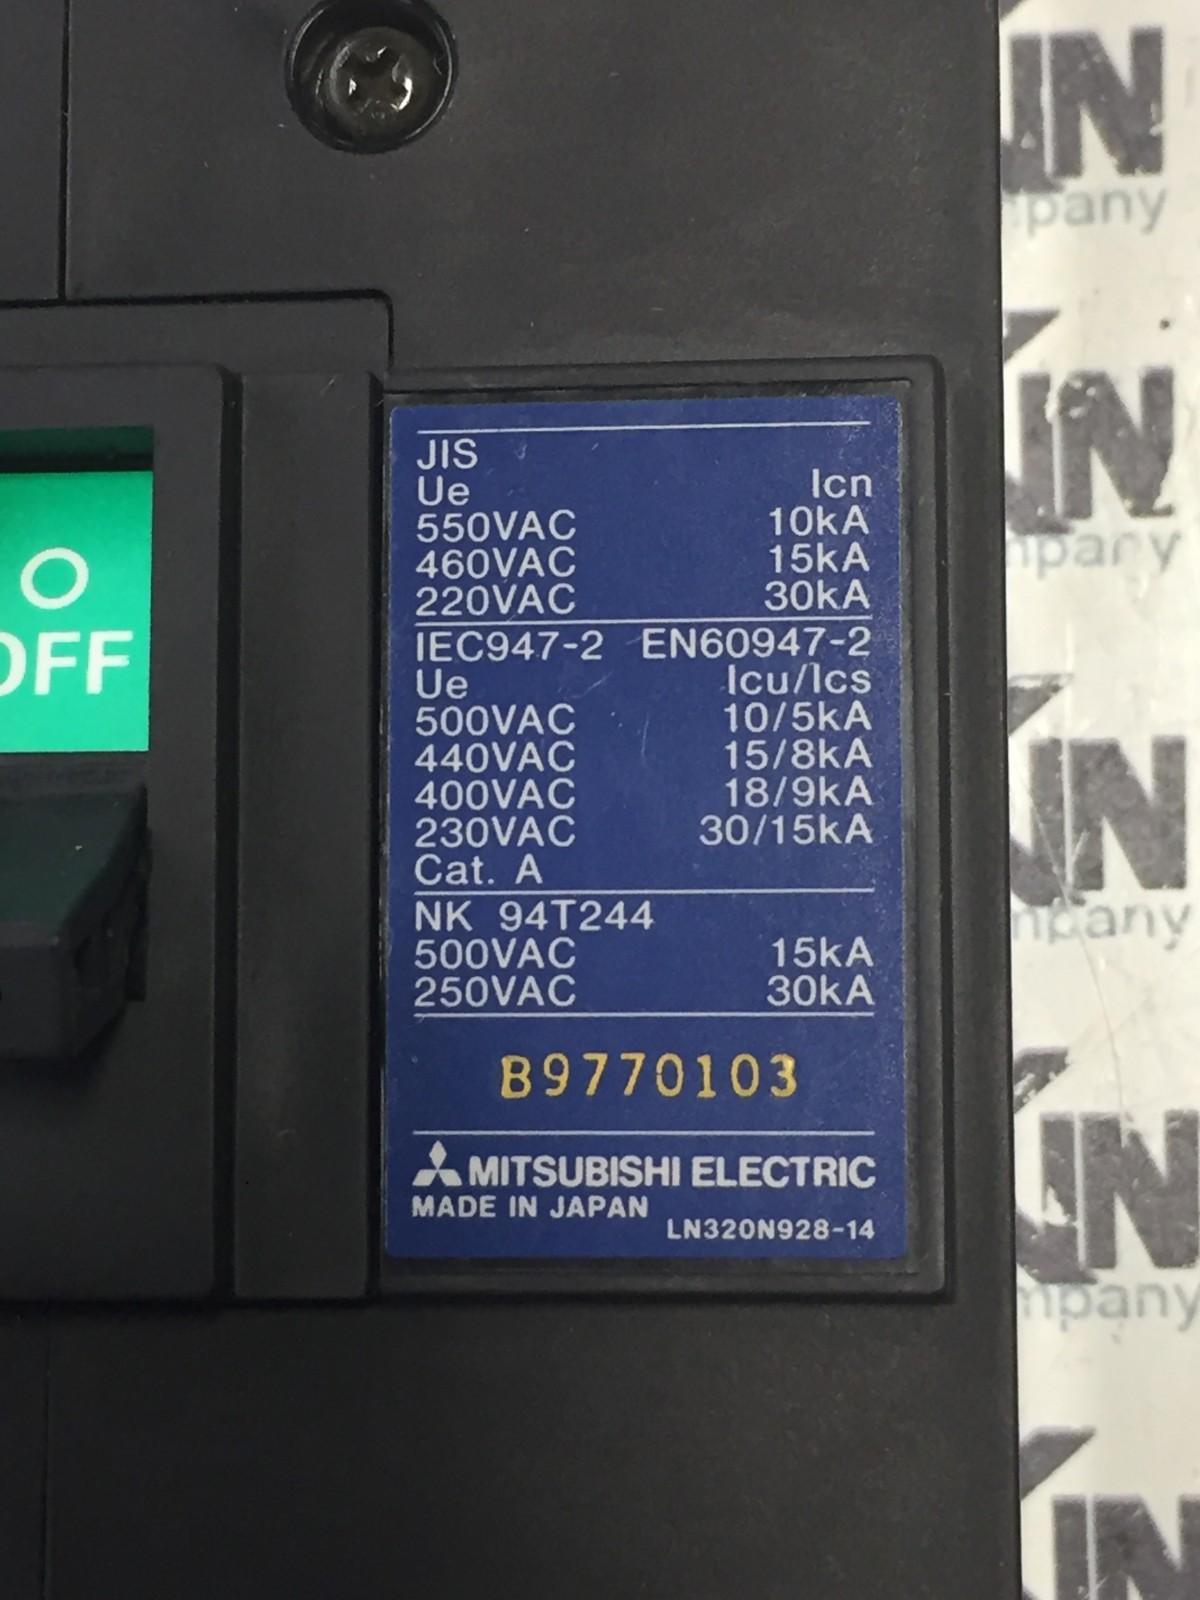 JIS
Ue Icn
550VAC 10kA
460VAC 15kA
220VAC 30kA
IEC947-2 EN60947-2
Ue Icu/Ics
500VAC 10/5kA
440VAC 15/8kA
400VAC 18/9kA
230VAC 30/15kA
Cat. A
NK 94T244
500VAC 15kA
250VAC 30kA
B9770103
MITSUBISHI ELECTRIC
MADE IN JAPAN
LN320N928-14
O
OFF